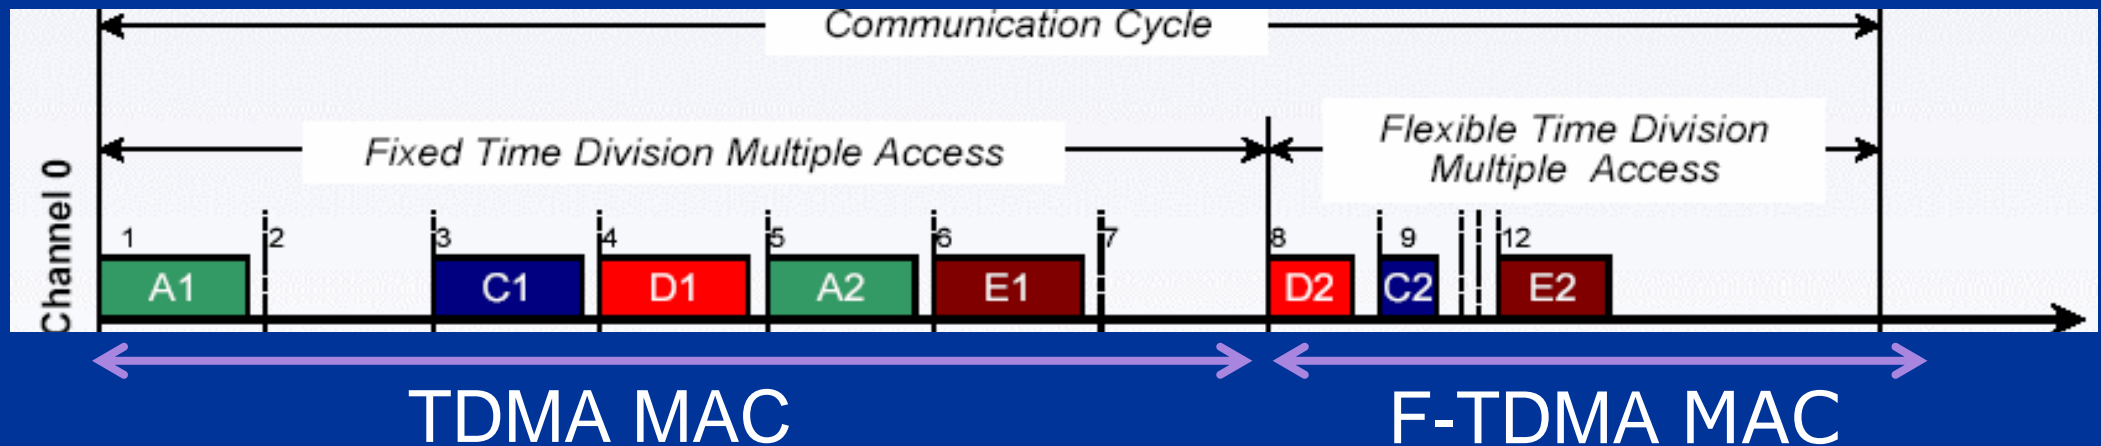 Communication Cycle
Fixed Time Division Multiple Access
Flexible Time Division
Multiple Access
Channel 0
1 2 3 4 5 6 7 8 9 12
A1 C1 D1 A2 E1 D2 C2 E2
TDMA MAC F-TDMA MAC